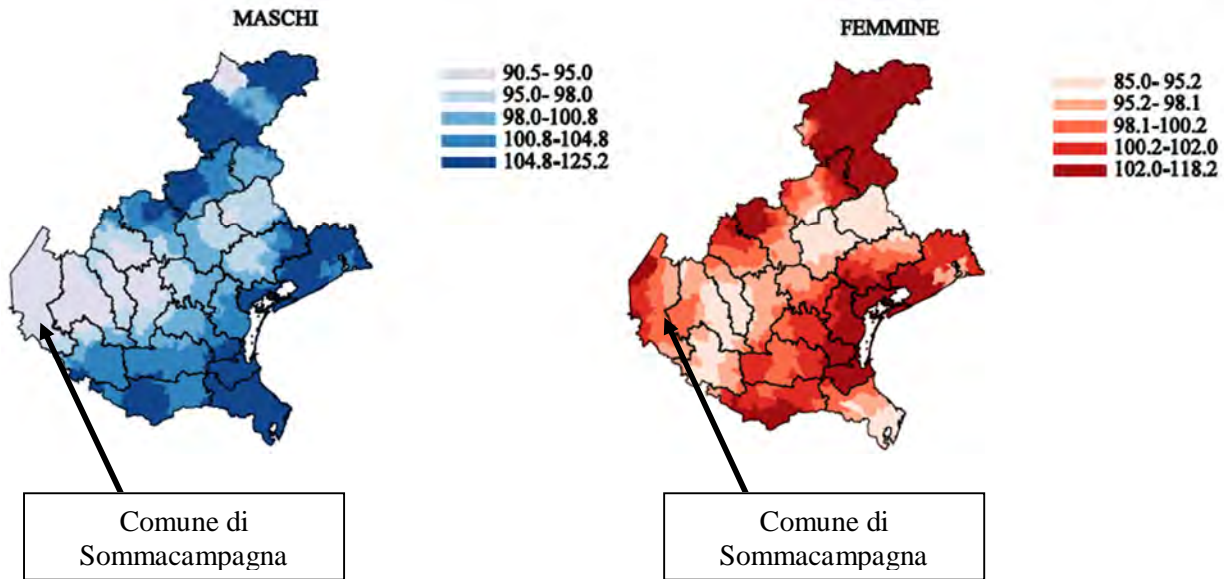 MASCHI
90.5- 95.0
95.0- 98.0
98.0-100.8
100.8-104.8
104.8-125.2
Comune di
Sommacampagna
FEMMINE
85.0- 95.2
95.2- 98.1
98.1-100.2
100.2-102.0
102.0-118.2
Comune di
Sommacampagna